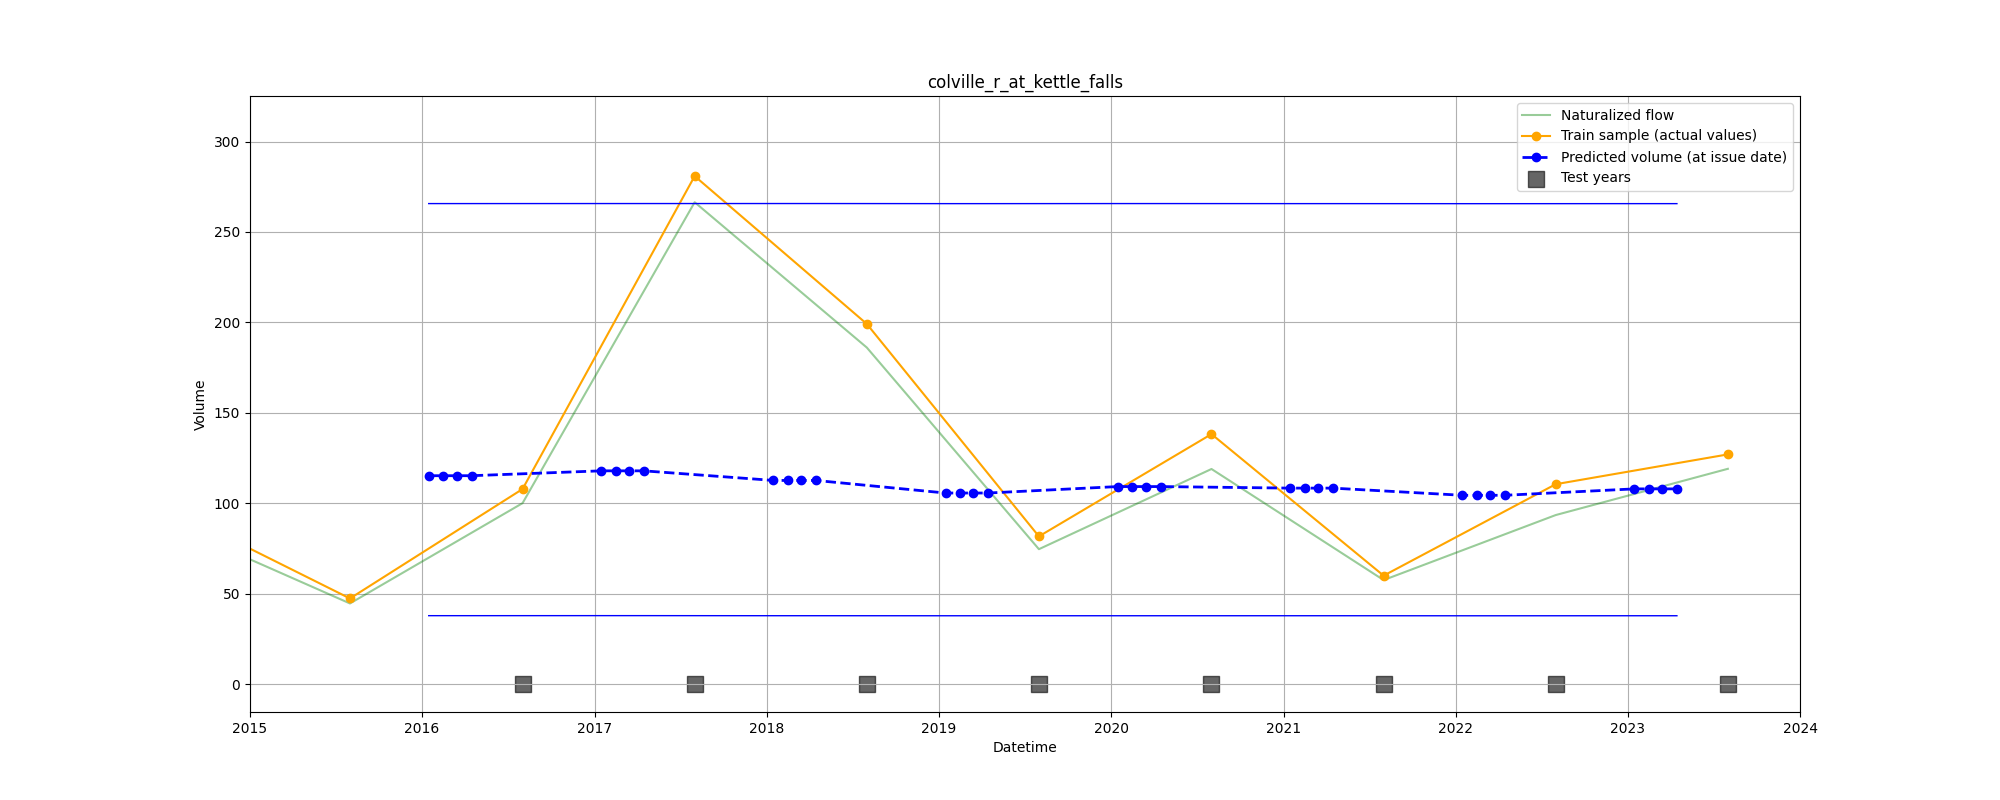 colville_r_at_kettle_falls
Naturalized flow
Train sample (actual values)
Predicted volume (at issue date)
Test years
300
250
200
150
100
50
0
Volume
2015 2016 2017 2018 2019 2020 2021 2022 2023 2024
Datetime